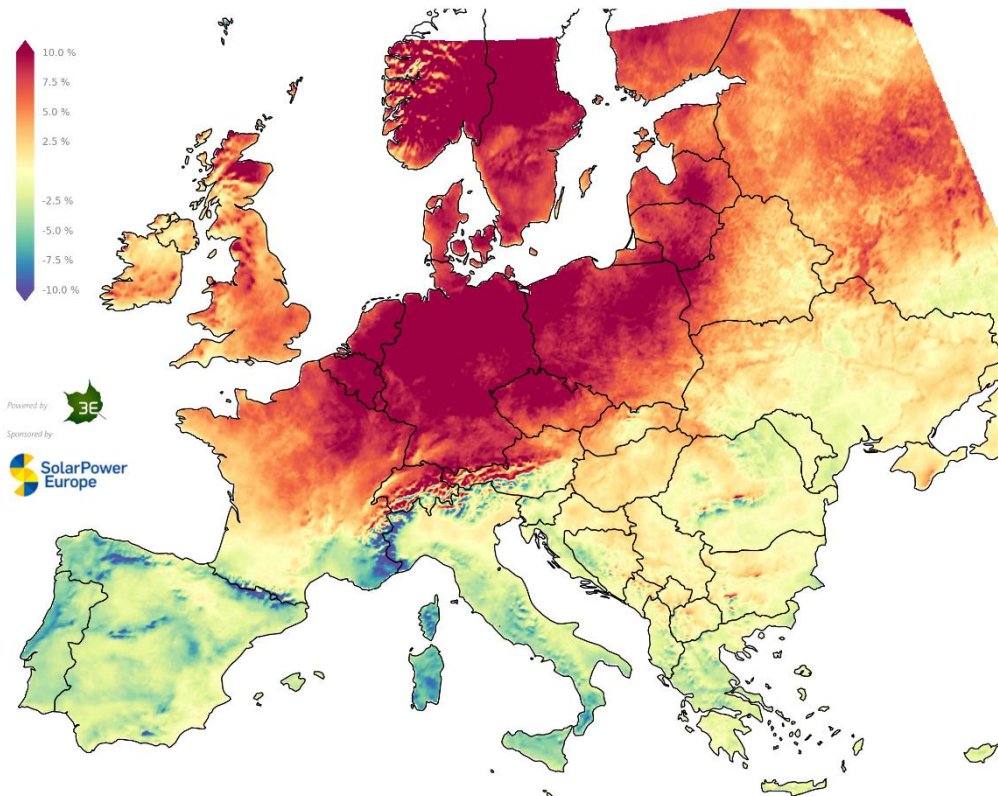 10.0 %
7.5 %
5.0 %
2.5 %
-2.5 %
-5.0 %
-7.5 %
-10.0 %
Powered by
3E
Sponsored by
SolarPower
Europe